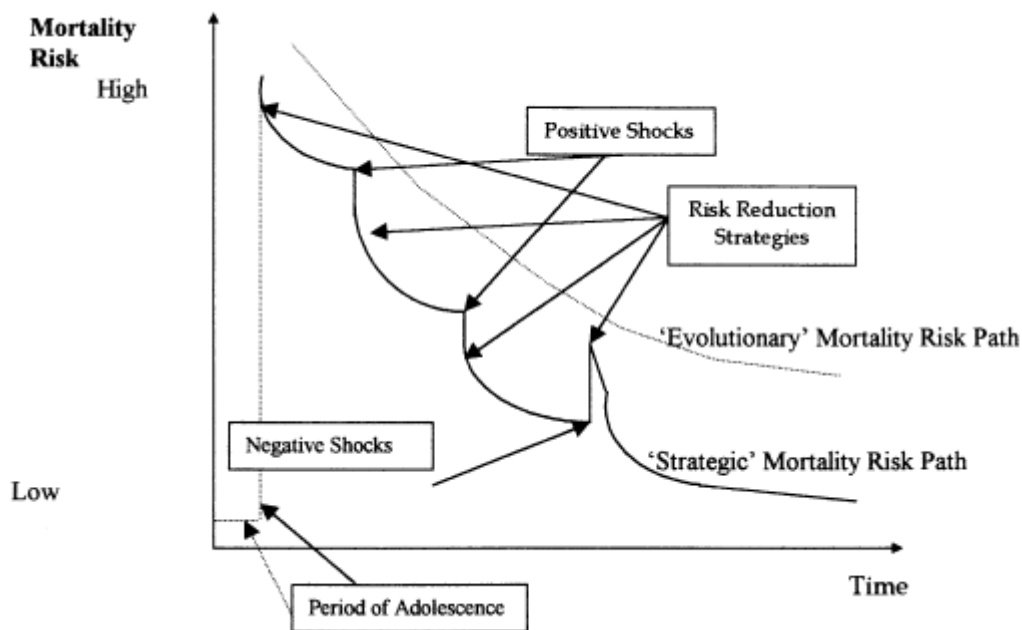 Mortality
Risk
High
Positive Shocks
Risk Reduction
Strategies
‘Evolutionary’ Mortality Risk Path
Negative Shocks
‘Strategic’ Mortality Risk Path
Low
Time
Period of Adolescence